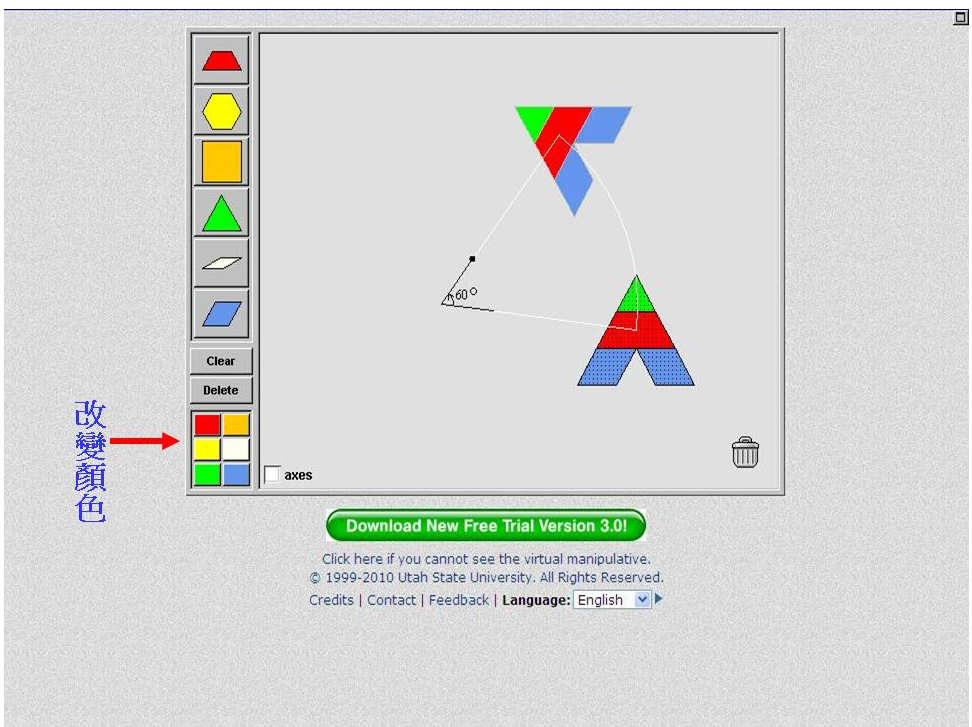 60°
Clear
Delete
改變顏色
axes
Download New Free Trial Version 3.0!
Click here if you cannot see the virtual manipulative.
© 1999-2010 Utah State University. All Rights Reserved.
Credits | Contact | Feedback | Language: English